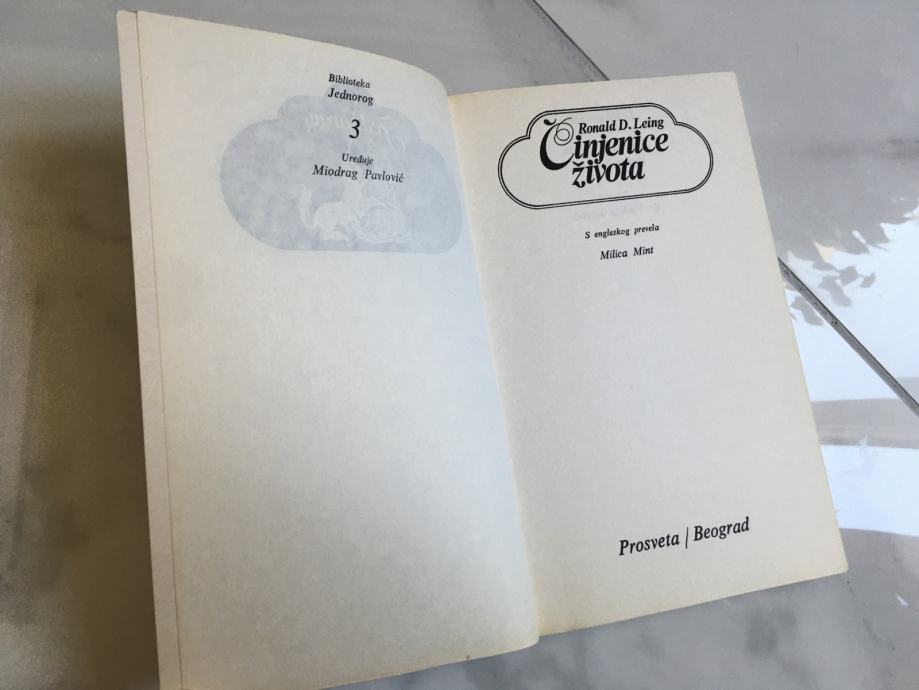 Biblioteka
Jednorog
3
Uređuje
Miodrag Pavlović
Ronald D. Leing
Činjenice
života
S engleskog prevela
Milica Mint
Prosveta | Beograd